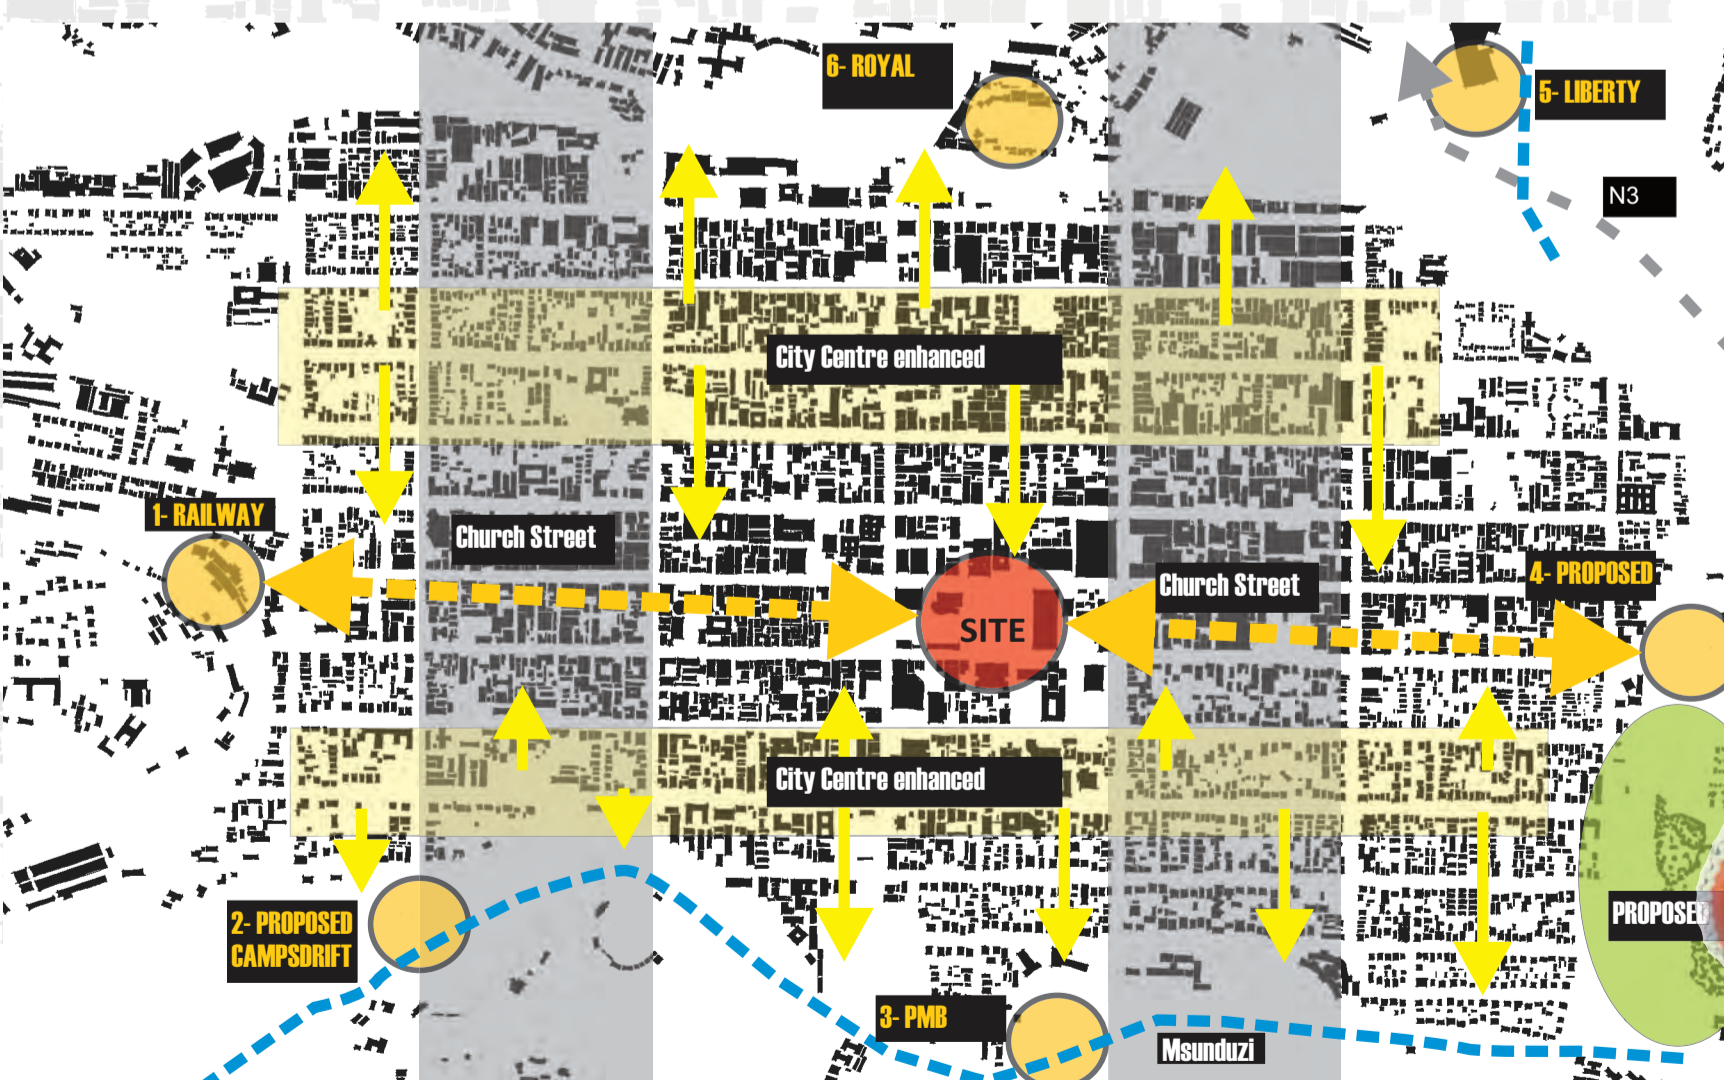 6- ROYAL
5- LIBERTY
N3
City Centre enhanced
1- RAILWAY
Church Street
Church Street
4- PROPOSED
SITE
City Centre enhanced
2- PROPOSED
CAMPSDRIFT
PROPOSED
3- PMB
Msunduzi